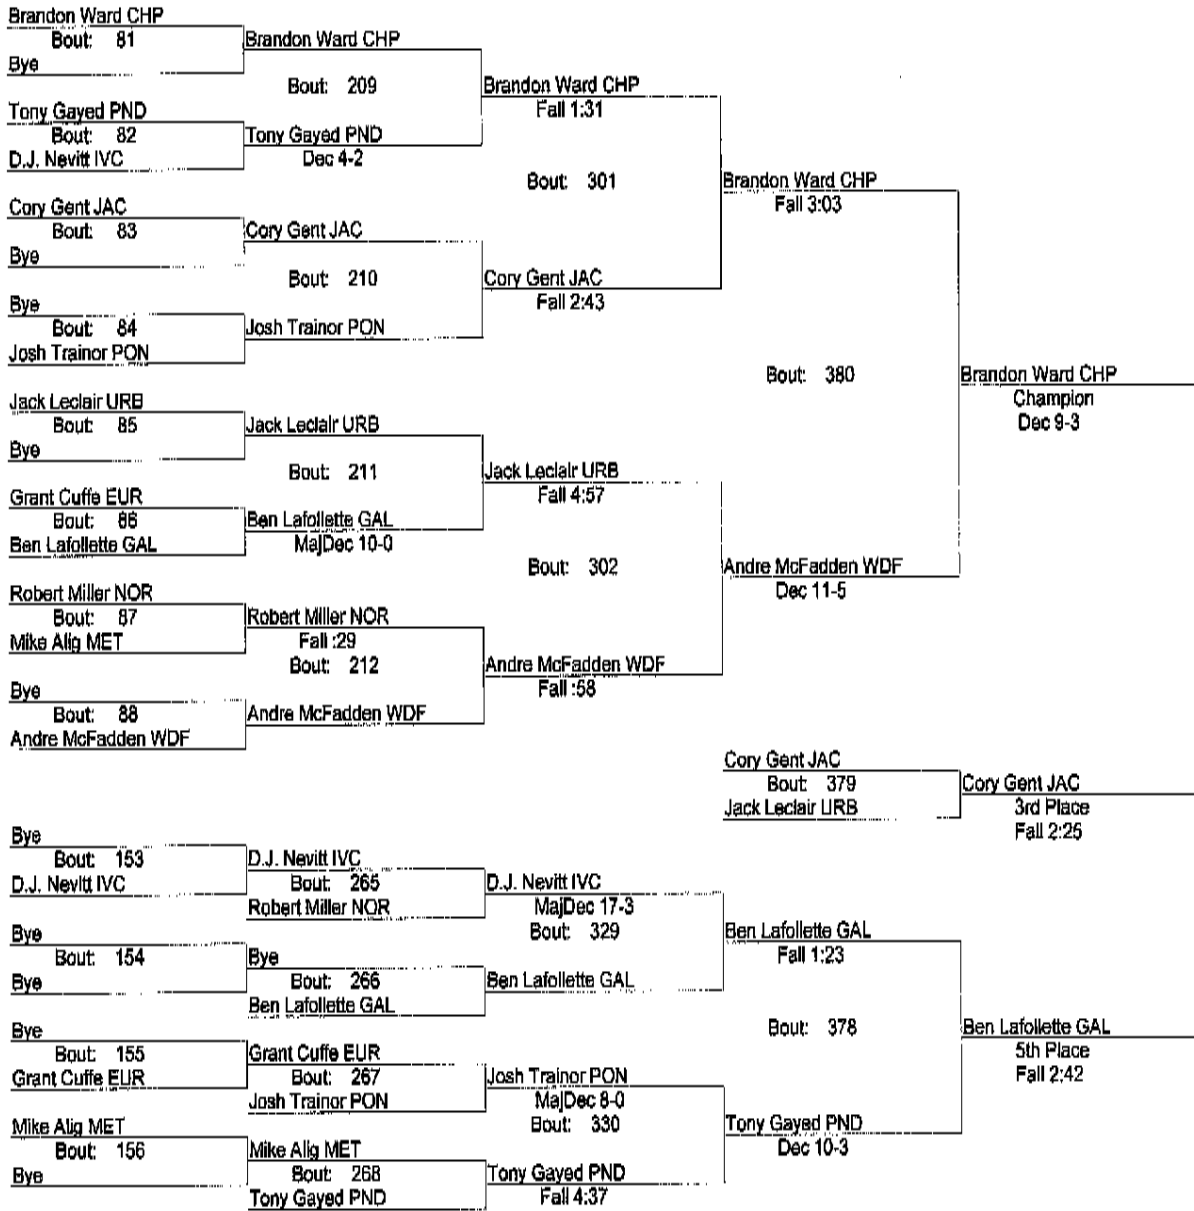 Brandon Ward CHP
Bout: 81
Bye
Brandon Ward CHP
Bout: 209
Tony Gayed PND
Bout: 82
D.J. Nevitt IVC
Tony Gayed PND
Dec 4-2
Brandon Ward CHP
Fall 1:31
Bout: 301
Cory Gent JAC
Bout: 83
Bye
Cory Gent JAC
Bout: 210
Bye
Bout: 84
Josh Trainor PON
Josh Trainor PON
Cory Gent JAC
Fall 2:43
Brandon Ward CHP
Fall 3:03
Bout: 380
Brandon Ward CHP
Champion
Dec 9-3
Jack Leclair URB
Bout: 85
Bye
Jack Leclair URB
Bout: 211
Grant Cuffe EUR
Bout: 86
Ben Lafollette GAL
Ben Lafollette GAL
MajDec 10-0
Jack Leclair URB
Fall 4:57
Bout: 302
Robert Miller NOR
Bout: 87
Mike Alig MET
Robert Miller NOR
Fall :29
Bout: 212
Bye
Bout: 88
Andre McFadden WDF
Andre McFadden WDF
Andre McFadden WDF
Fall :58
Andre McFadden WDF
Dec 11-5
Cory Gent JAC
Bout: 379
Jack Leclair URB
Cory Gent JAC
3rd Place
Fall 2:25
Bye
Bout: 153
D.J. Nevitt IVC
D.J. Nevitt IVC
Bout: 265
Robert Miller NOR
D.J. Nevitt IVC
MajDec 17-3
Bout: 329
Bye
Bout: 154
Bye
Bye
Bout: 266
Ben Lafollette GAL
Ben Lafollette GAL
Ben Lafollette GAL
Fall 1:23
Bout: 378
Ben Lafollette GAL
5th Place
Fall 2:42
Bye
Bout: 155
Grant Cuffe EUR
Grant Cuffe EUR
Bout: 267
Josh Trainor PON
Josh Trainor PON
MajDec 8-0
Bout: 330
Mike Alig MET
Bout: 156
Bye
Mike Alig MET
Bout: 268
Tony Gayed PND
Tony Gayed PND
Fall 4:37
Tony Gayed PND
Dec 10-3